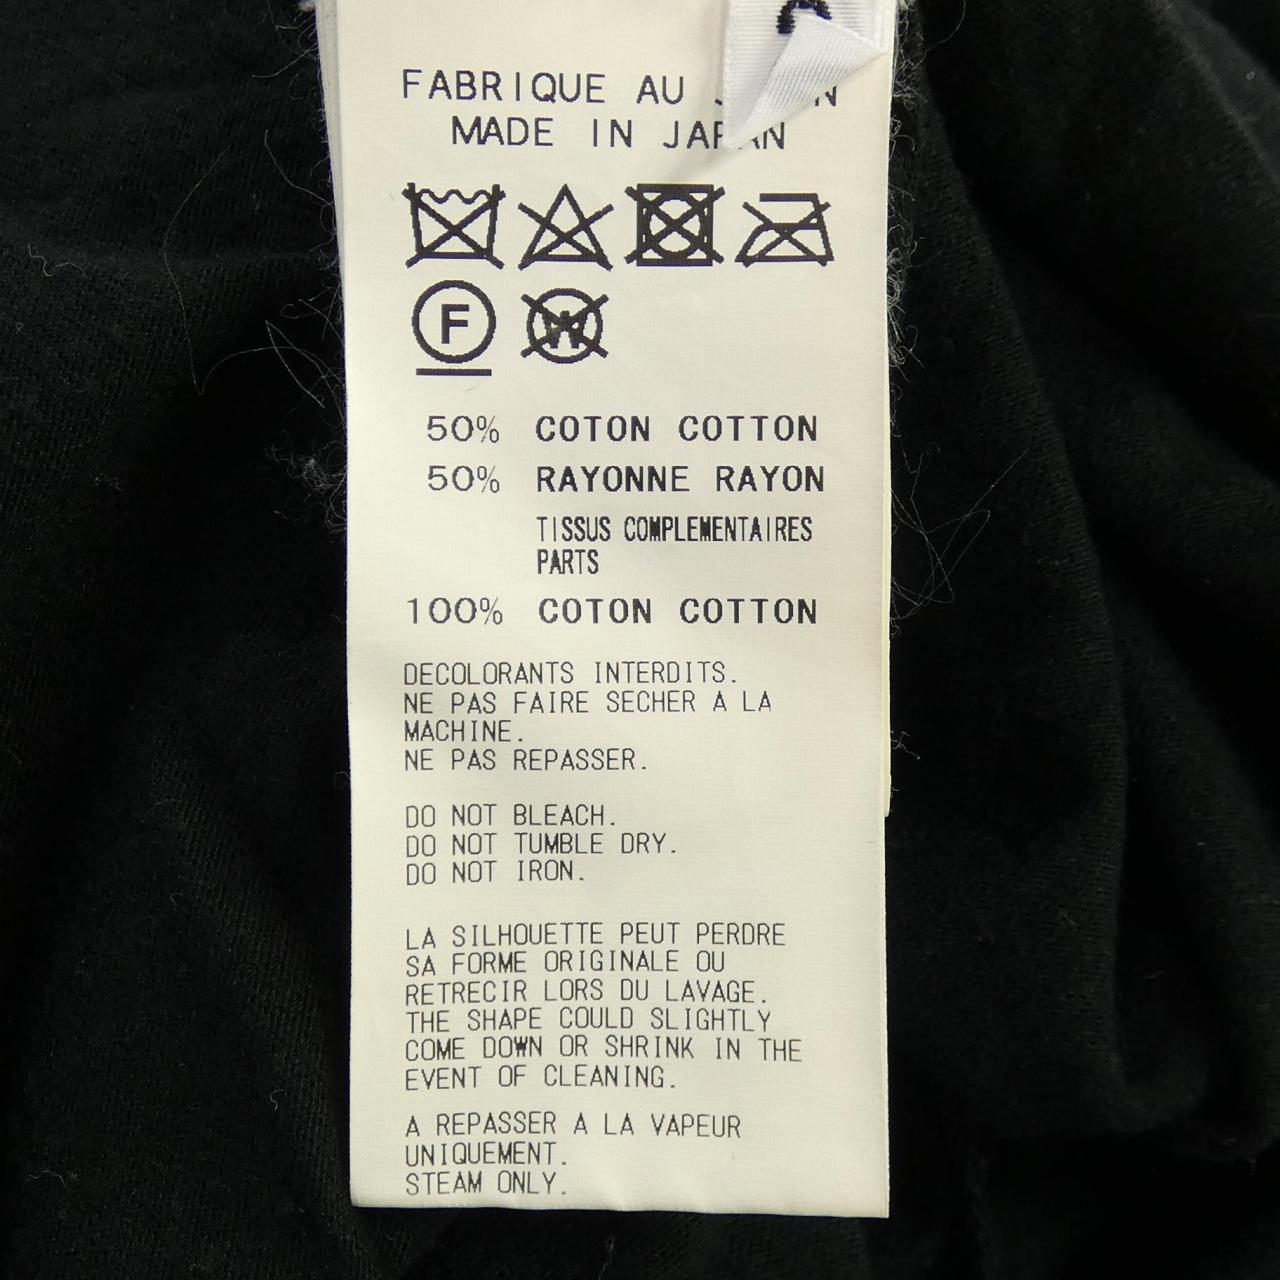 FABRIQUE AU
MADE IN JAPAN
F
W
50% COTON COTTON
50% RAYONNE RAYON
TISSUS COMPLEMENTAIRES
PARTS
100% COTON COTTON
DECOLORANTS INTERDITS.
NE PAS FAIRE SECHER A LA
MACHINE.
NE PAS REPASSER.
DO NOT BLEACH.
DO NOT TUMBLE DRY.
DO NOT IRON.
LA SILHOUETTE PEUT PERDRE
SA FORME ORIGINALE OU
RETRECIR LORS DU LAVAGE.
THE SHAPE COULD SLIGHTLY
COME DOWN OR SHRINK IN THE
EVENT OF CLEANING.
A REPASSER A LA VAPEUR
UNIQUEMENT.
STEAM ONLY.